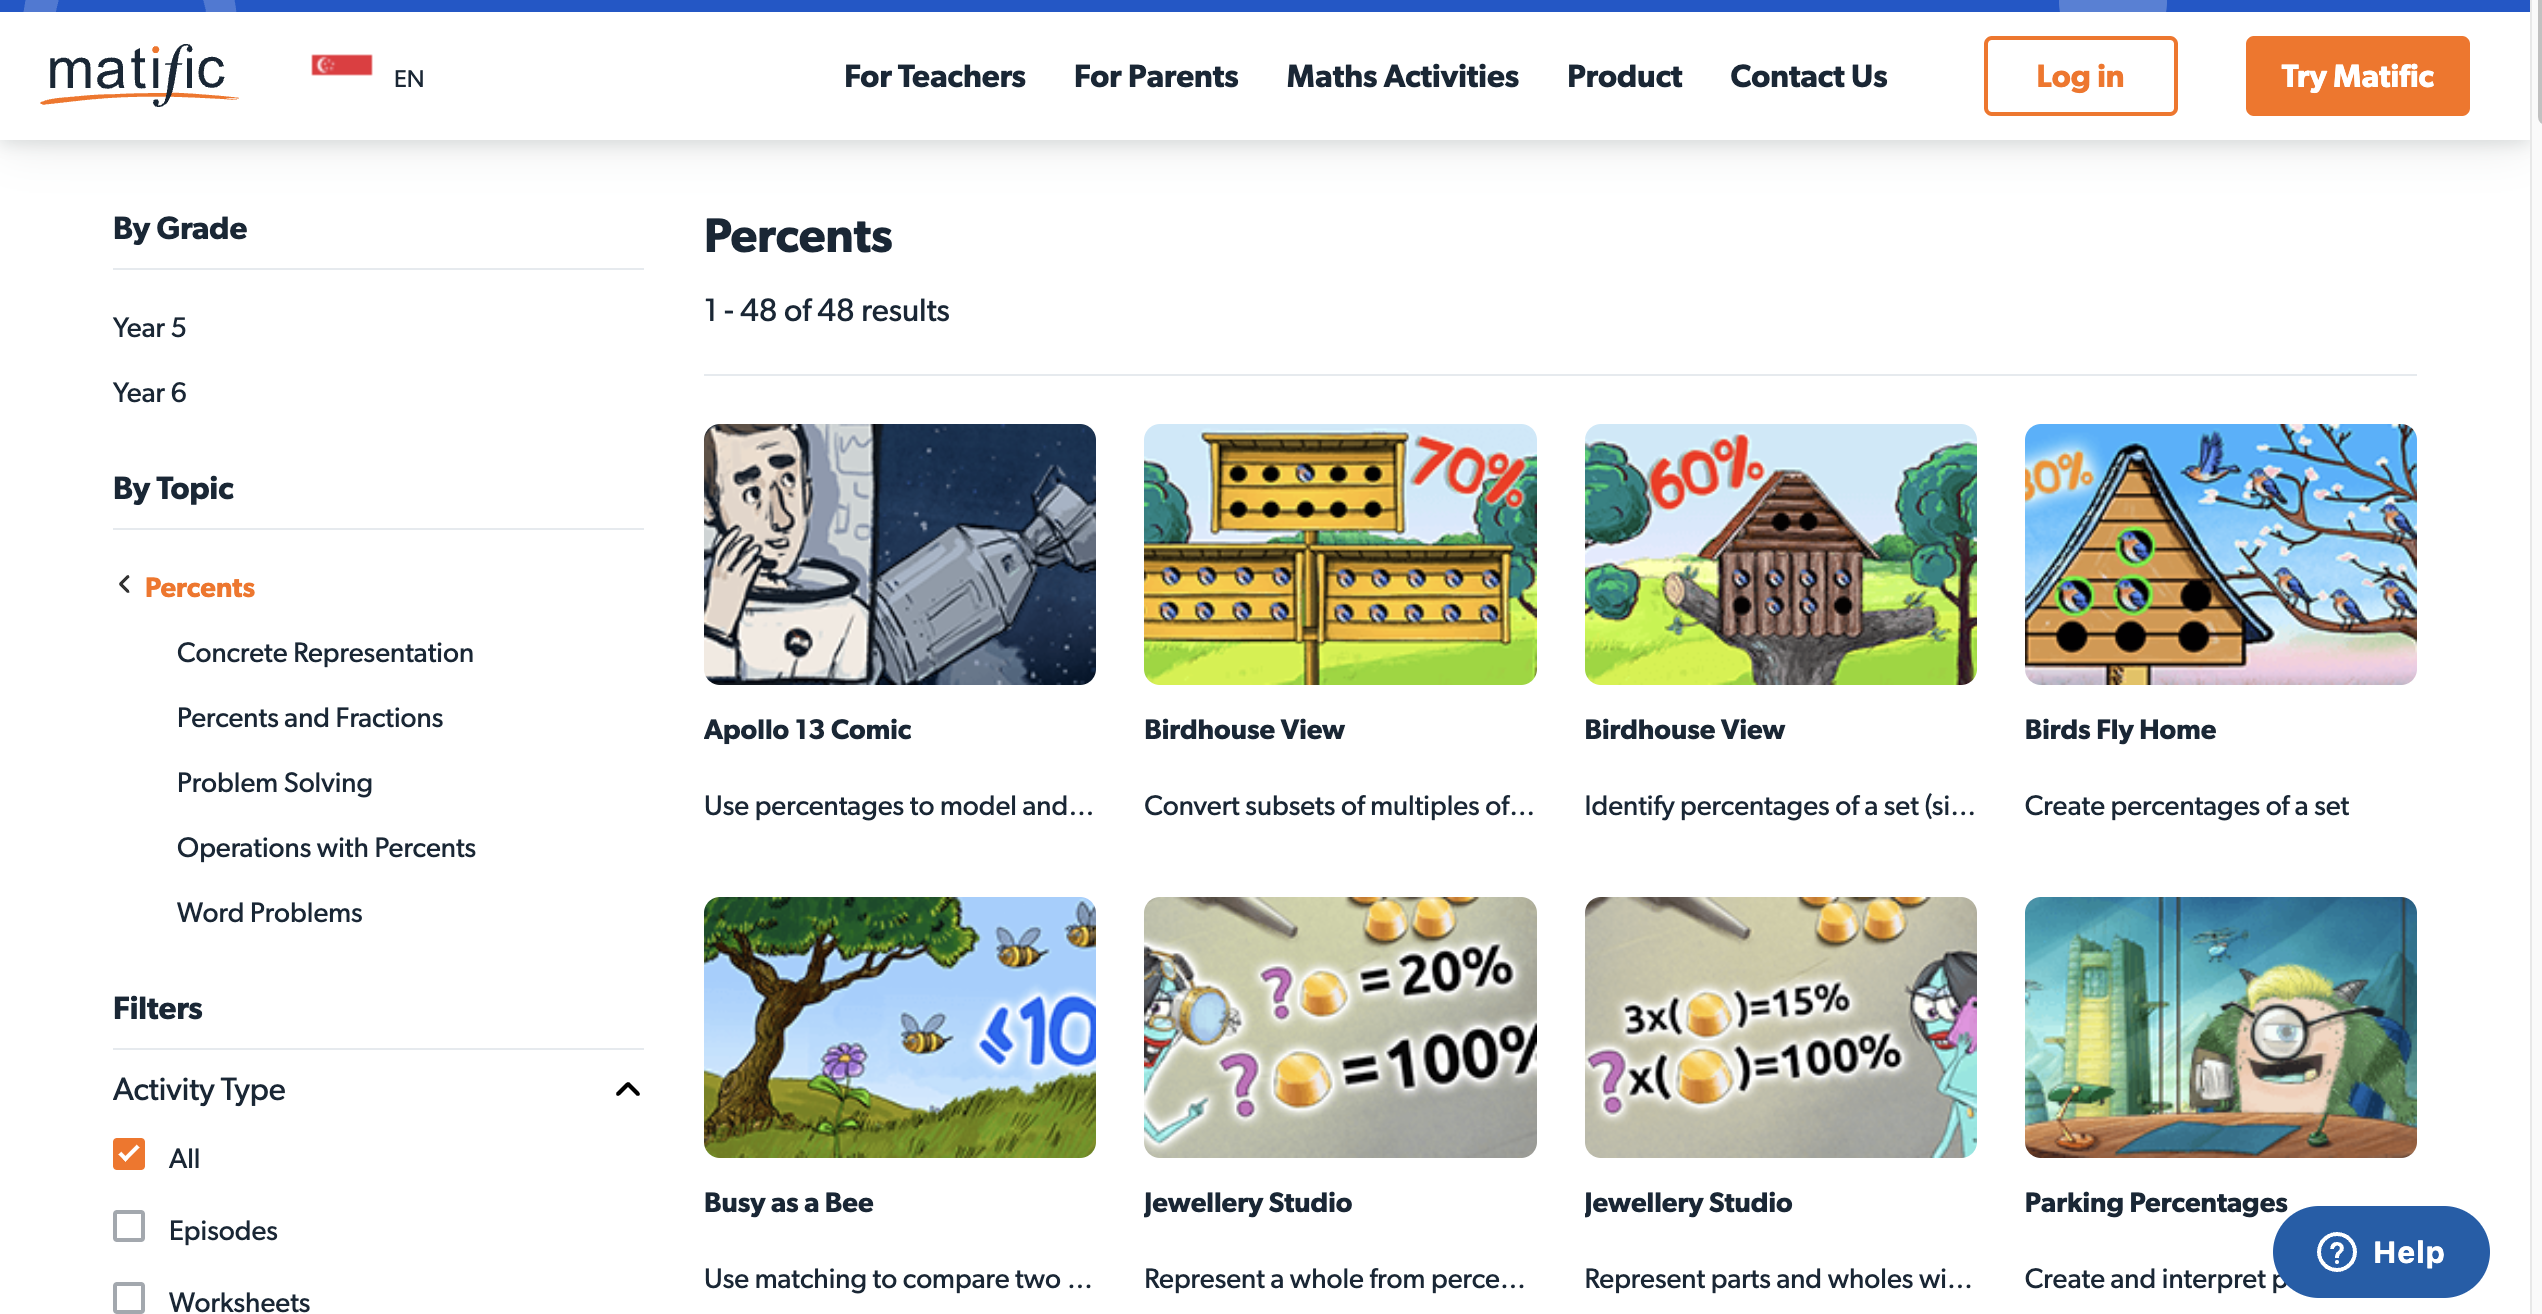 matific
EN
For Teachers
For Parents
Maths Activities
Product
Contact Us
Log in
Try Matific
By Grade
Year 5
Year 6
By Topic
Percents
Concrete Representation
Percents and Fractions
Problem Solving
Operations with Percents
Word Problems
Filters
Activity Type
All
Episodes
Worksheets
Percents
1 - 48 of 48 results
70%
60%
80%
Apollo 13 Comic
Birdhouse View
Birdhouse View
Birds Fly Home
Use percentages to model and...
Convert subsets of multiples of...
Identify percentages of a set (si...
Create percentages of a set
≤10
? = 20%
? = 100%
3x( )=15%
?x( )=100%
Busy as a Bee
Jewellery Studio
Jewellery Studio
Parking Percentages
Use matching to compare two ...
Represent a whole from perce...
Represent parts and wholes wi...
Create and interpret p
Help